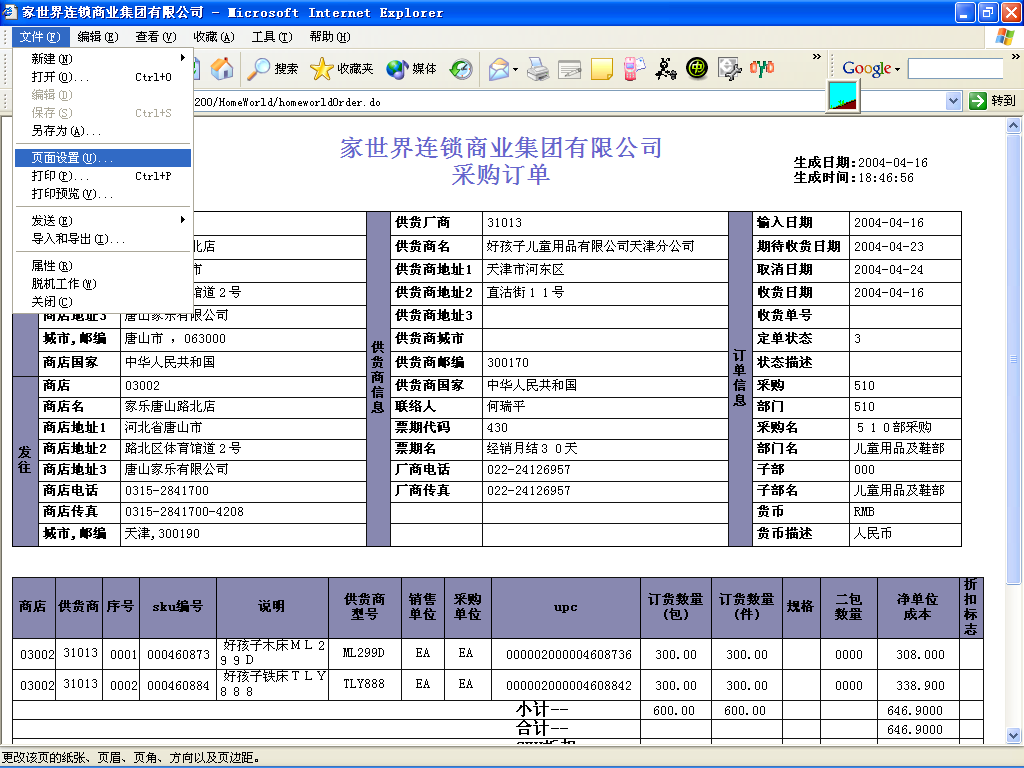 家世界连锁商业集团有限公司 - Microsoft Internet Explorer
文件(F) 编辑(E) 查看(V) 收藏(A) 工具(T) 帮助(H)
新建(N)
打开(O)... Ctrl+O
编辑(D)
保存(S) Ctrl+S
另存为(A)...
页面设置(U)...
打印(P)... Ctrl+P
打印预览(V)...
发送(E)
导入和导出(I)...
属性(R)
脱机工作(W)
关闭(C)
搜索 收藏夹 媒体 Google
200/HomeWorld/homeworldOrder.do 转到
家世界连锁商业集团有限公司
采购订单
生成日期:2004-04-16
生成时间:18:46:56
供货厂商 31013 输入日期 2004-04-16
北店 供货商名 好孩子儿童用品有限公司天津分公司 期待收货日期 2004-04-23
市 供货商地址1 天津市河东区 取消日期 2004-04-24
馆道2号 供货商地址2 直沽街11号 收货日期 2004-04-16
商店地址3 唐山家乐有限公司 供货商地址3 收货单号
城市,邮编 唐山市 ,063000 供货商城市 定单状态 3
商店国家 中华人民共和国 供货商邮编 300170 状态描述
商店 03002 供货商国家 中华人民共和国 采购 510
商店名 家乐唐山路北店 联络人 何瑞平 部门 510
商店地址1 河北省唐山市 票期代码 430 采购名 510部采购
商店地址2 路北区体育馆道2号 票期名 经销月结30天 部门名 儿童用品及鞋部
商店地址3 唐山家乐有限公司 厂商电话 022-24126957 子部 000
商店电话 0315-2841700 厂商传真 022-24126957 子部名 儿童用品及鞋部
商店传真 0315-2841700-4208 货币 RMB
城市,邮编 天津,300190 货币描述 人民币
发往
供货商信息
订单信息
商店 供货商 序号 sku编号 说明 供货商型号 销售单位 采购单位 upc 订货数量(包) 订货数量(件) 规格 二包数量 净单位成本 折扣标志
03002 31013 0001 000460873 好孩子木床ML299D ML299D EA EA 000002000004608736 300.00 300.00 0000 308.000
03002 31013 0002 000460884 好孩子铁床TLY888 TLY888 EA EA 000002000004608842 300.00 300.00 0000 338.900
小计-- 600.00 600.00 646.9000
合计-- 646.9000
更改该页的纸张、页眉、页角、方向以及页边距。